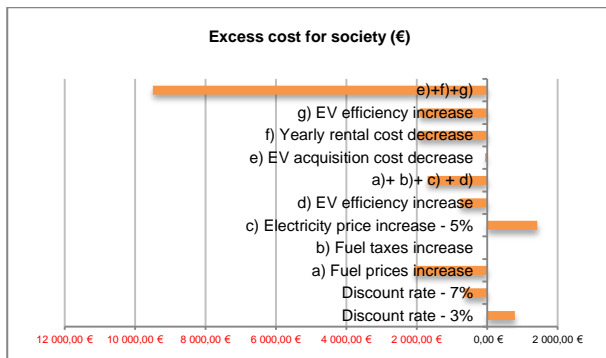 Excess cost for society (€)
e)+f)+g)
g) EV efficiency increase
f) Yearly rental cost decrease
e) EV acquisition cost decrease
a)+ b)+ c) + d)
d) EV efficiency increase
c) Electricity price increase - 5%
b) Fuel taxes increase
a) Fuel prices increase
Discount rate - 7%
Discount rate - 3%
12 000,00 € 10 000,00 € 8 000,00 € 6 000,00 € 4 000,00 € 2 000,00 € 0,00 € 2 000,00 €